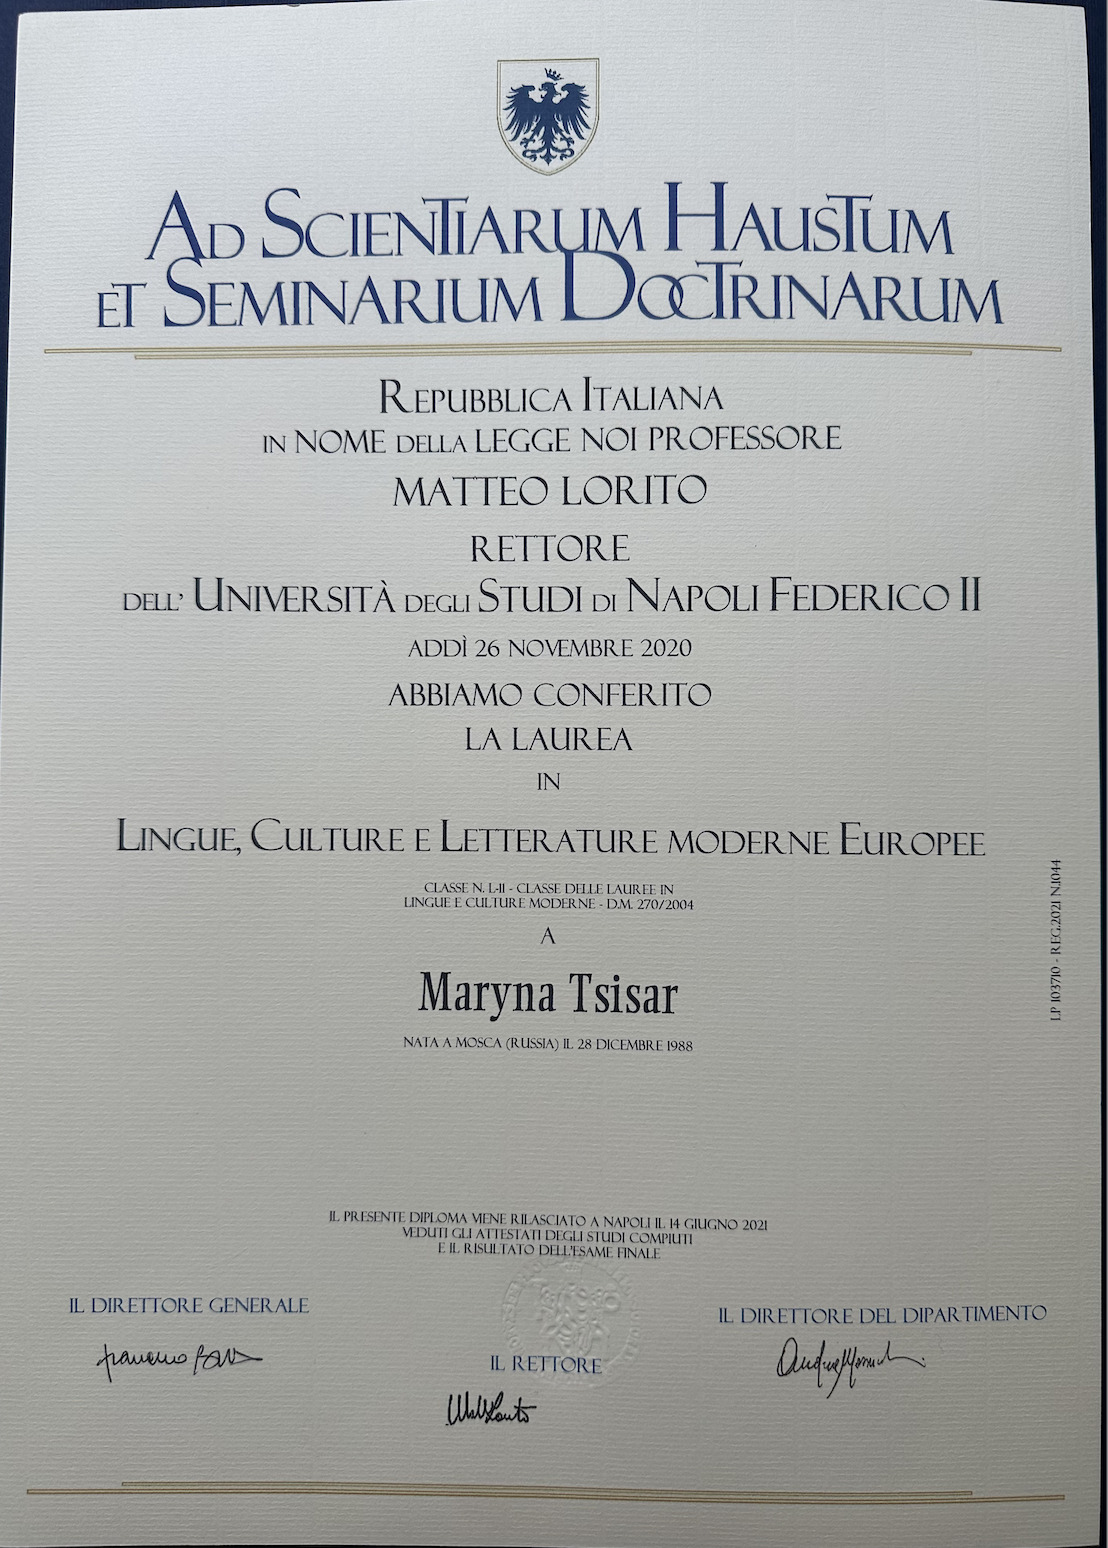 Ad Scientiarum Haustum
et Seminarium Doctrinarum
Repubblica Italiana
in NOME della LEGGE NOI PROFESSORE
MATTEO LORITO
RETTORE
dell' Università degli Studi di Napoli Federico II
ADDÌ 26 NOVEMBRE 2020
ABBIAMO CONFERITO
LA LAUREA
IN
Lingue, Culture e Letterature moderne Europee
CLASSE N. L-11 - CLASSE DELLE LAUREE IN
LINGUE E CULTURE MODERNE - D.M. 270/2004
A
Maryna Tsisar
NATA A MOSCA (RUSSIA) IL 28 DICEMBRE 1988
LP 103710 - REG.2021 N.1044
IL PRESENTE DIPLOMA VIENE RILASCIATO A NAPOLI IL 14 GIUGNO 2021
VEDUTI GLI ATTESTATI DEGLI STUDI COMPIUTI
E IL RISULTATO DELL'ESAME FINALE
IL DIRETTORE GENERALE
IL RETTORE
IL DIRETTORE DEL DIPARTIMENTO